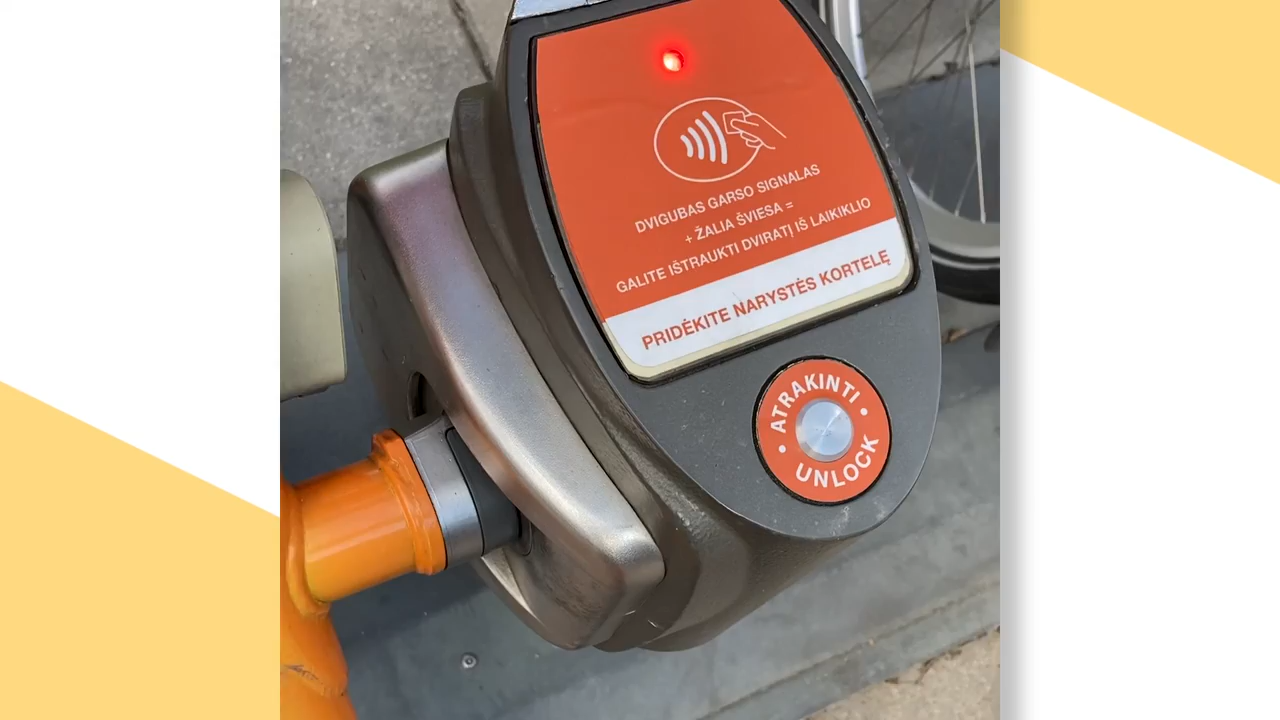 DVIGUBAS GARSO SIGNALAS
+ ŽALIA ŠVIESA =
GALITE IŠTRAUKTI DVIRATĮ IŠ LAIKIKLIO
PRIDĖKITE NARYSTĖS KORTELĘ
• ATRAKINTI •
UNLOCK